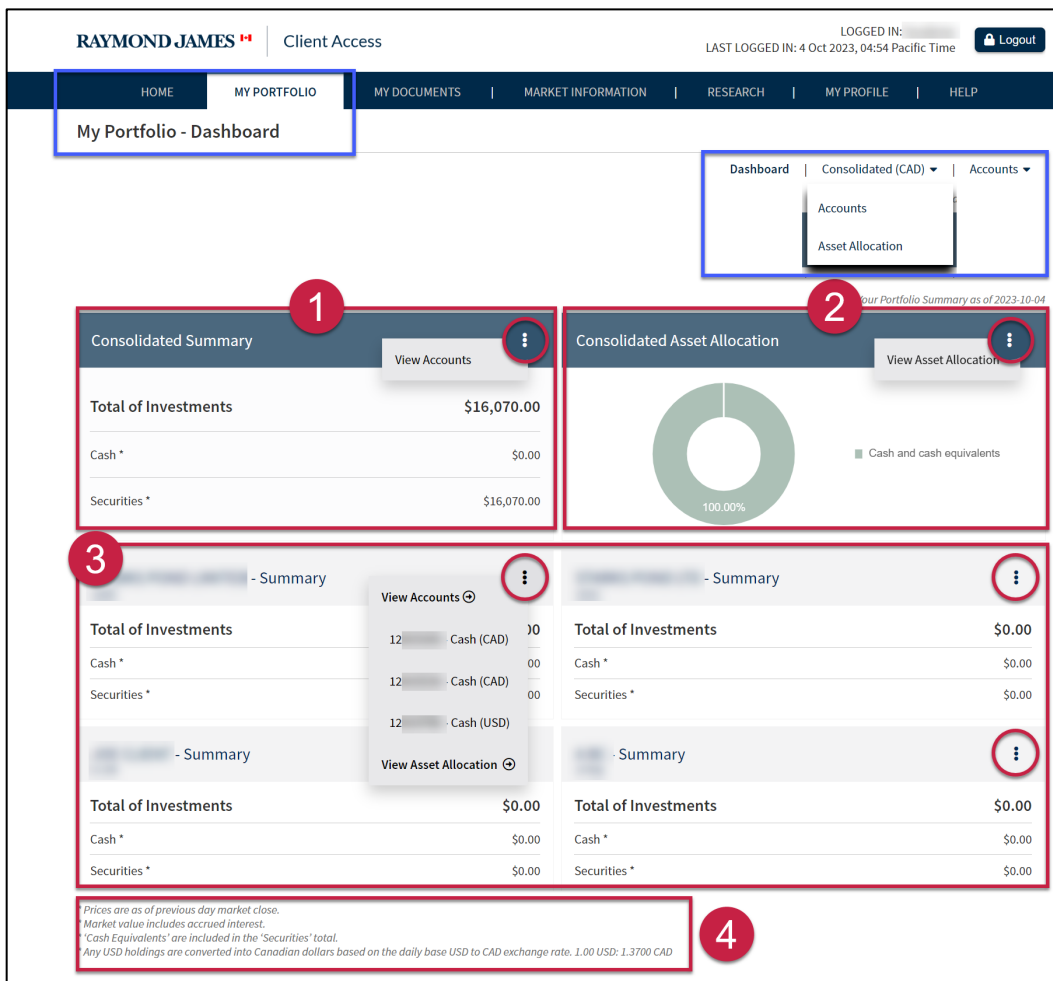 RAYMOND JAMES Client Access
LOGGED IN:
LAST LOGGED IN: 4 Oct 2023, 04:54 Pacific Time
Logout
HOME MY PORTFOLIO MY DOCUMENTS | MARKET INFORMATION | RESEARCH | MY PROFILE | HELP
My Portfolio - Dashboard
Dashboard | Consolidated (CAD) | Accounts
Accounts
Asset Allocation
Your Portfolio Summary as of 2023-10-04
1
2
Consolidated Summary
View Accounts
Total of Investments $16,070.00
Cash * $0.00
Securities * $16,070.00
Consolidated Asset Allocation
View Asset Allocation
Cash and cash equivalents
100.00%
3
- Summary
View Accounts
12 - Cash (CAD)
12 - Cash (CAD)
12 - Cash (USD)
View Asset Allocation
Total of Investments
Cash *
Securities *
- Summary
Total of Investments $0.00
Cash * $0.00
Securities * $0.00
- Summary
Total of Investments $0.00
Cash * $0.00
Securities * $0.00
- Summary
Total of Investments $0.00
Cash * $0.00
Securities * $0.00
* Prices are as of previous day market close.
* Market value includes accrued interest.
* 'Cash Equivalents' are included in the 'Securities' total.
* Any USD holdings are converted into Canadian dollars based on the daily base USD to CAD exchange rate. 1.00 USD: 1.3700 CAD
4